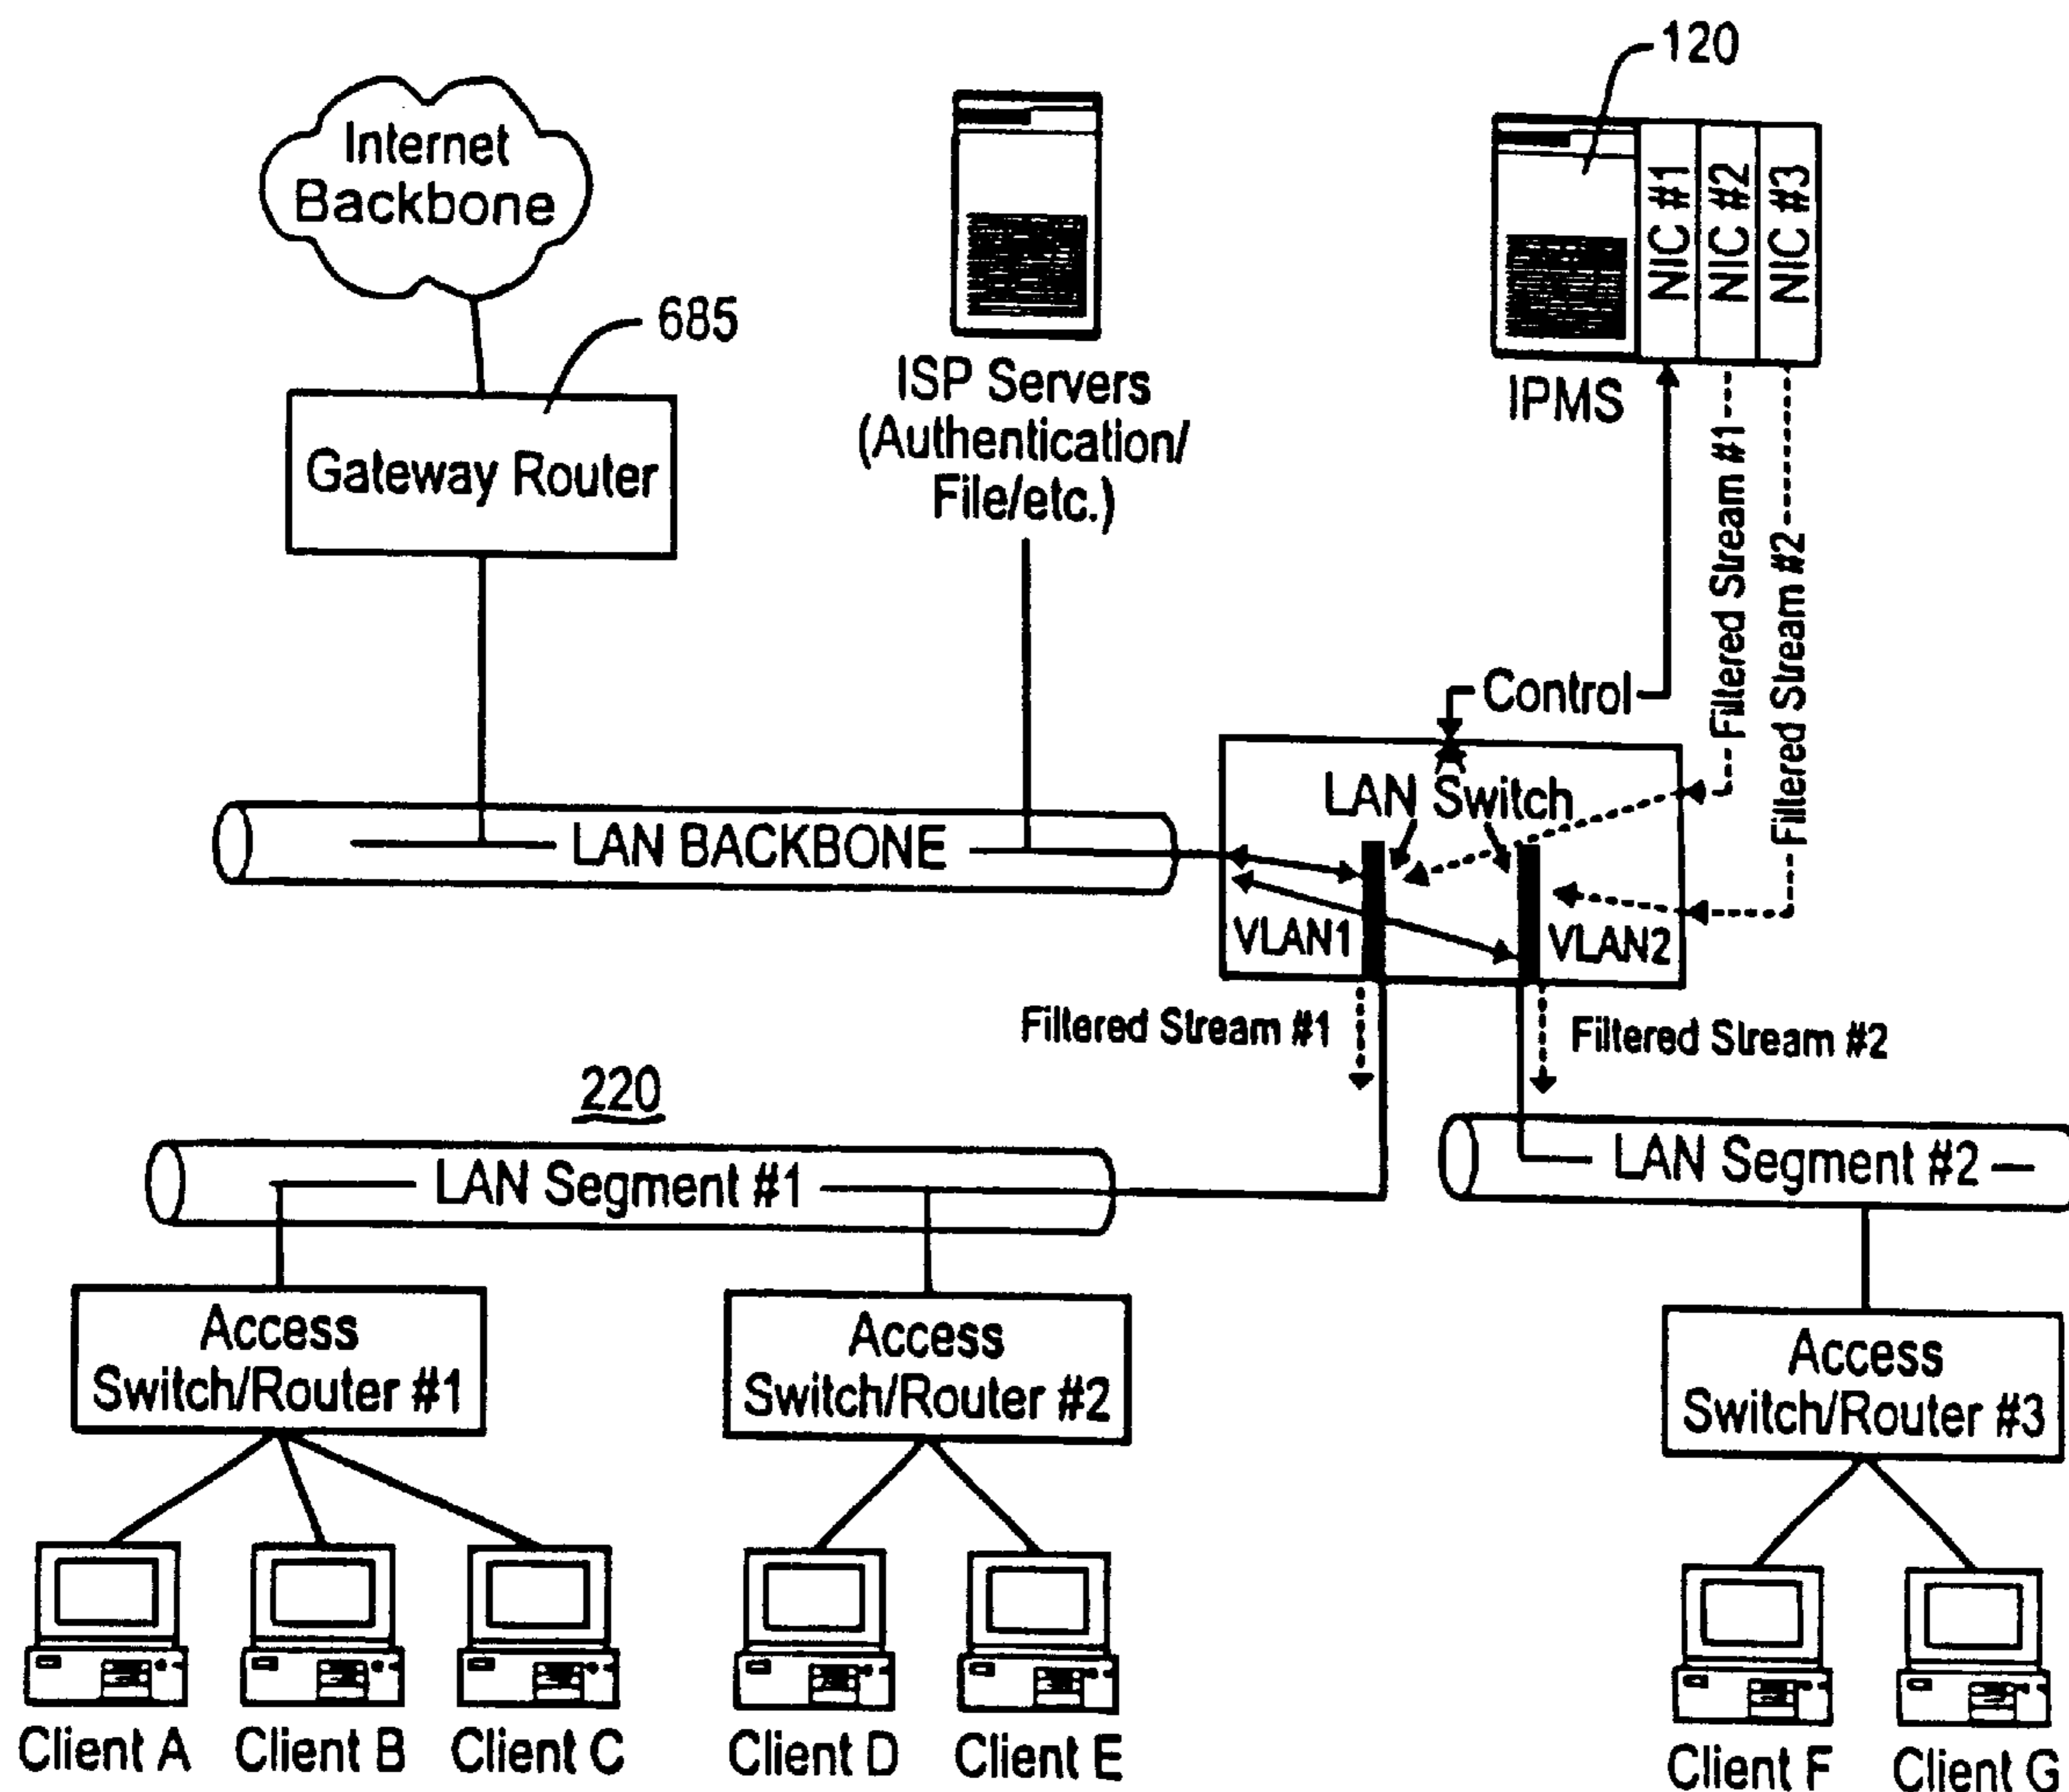 120
Internet
Backbone
NIC #1
NIC #2
NIC #3
685
ISP Servers
(Authentication/
File/etc.)
IPMS
Gateway Router
Filtered Stream #1
Filtered Stream #2
Control
LAN Switch
LAN BACKBONE
VLAN1
VLAN2
Filtered Stream #1
Filtered Stream #2
220
LAN Segment #1
LAN Segment #2
Access
Switch/Router #1
Access
Switch/Router #2
Access
Switch/Router #3
Client A
Client B
Client C
Client D
Client E
Client F
Client G